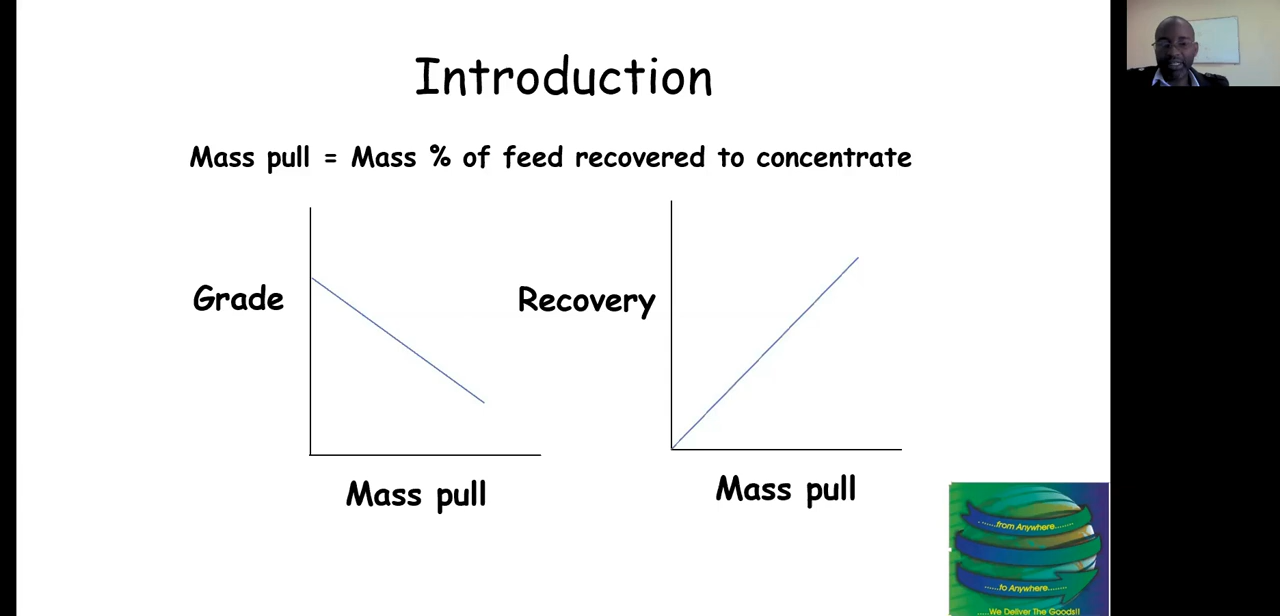 Introduction
Mass pull = Mass % of feed recovered to concentrate
Grade
Recovery
Mass pull
Mass pull
.......from Anywhere........
......to Anywhere.......
.....We Deliver The Goods!!